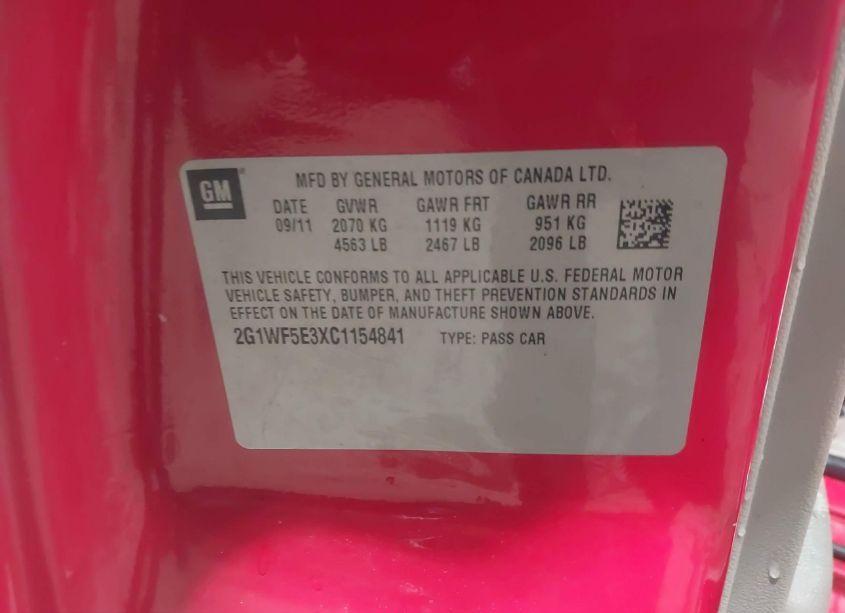 GM
MFD BY GENERAL MOTORS OF CANADA LTD.
DATE GVWR GAWR FRT GAWR RR
09/11 2070 KG 1119 KG 951 KG
4563 LB 2467 LB 2096 LB
THIS VEHICLE CONFORMS TO ALL APPLICABLE U.S. FEDERAL MOTOR
VEHICLE SAFETY, BUMPER, AND THEFT PREVENTION STANDARDS IN
EFFECT ON THE DATE OF MANUFACTURE SHOWN ABOVE.
2G1WF5E3XC1154841 TYPE: PASS CAR